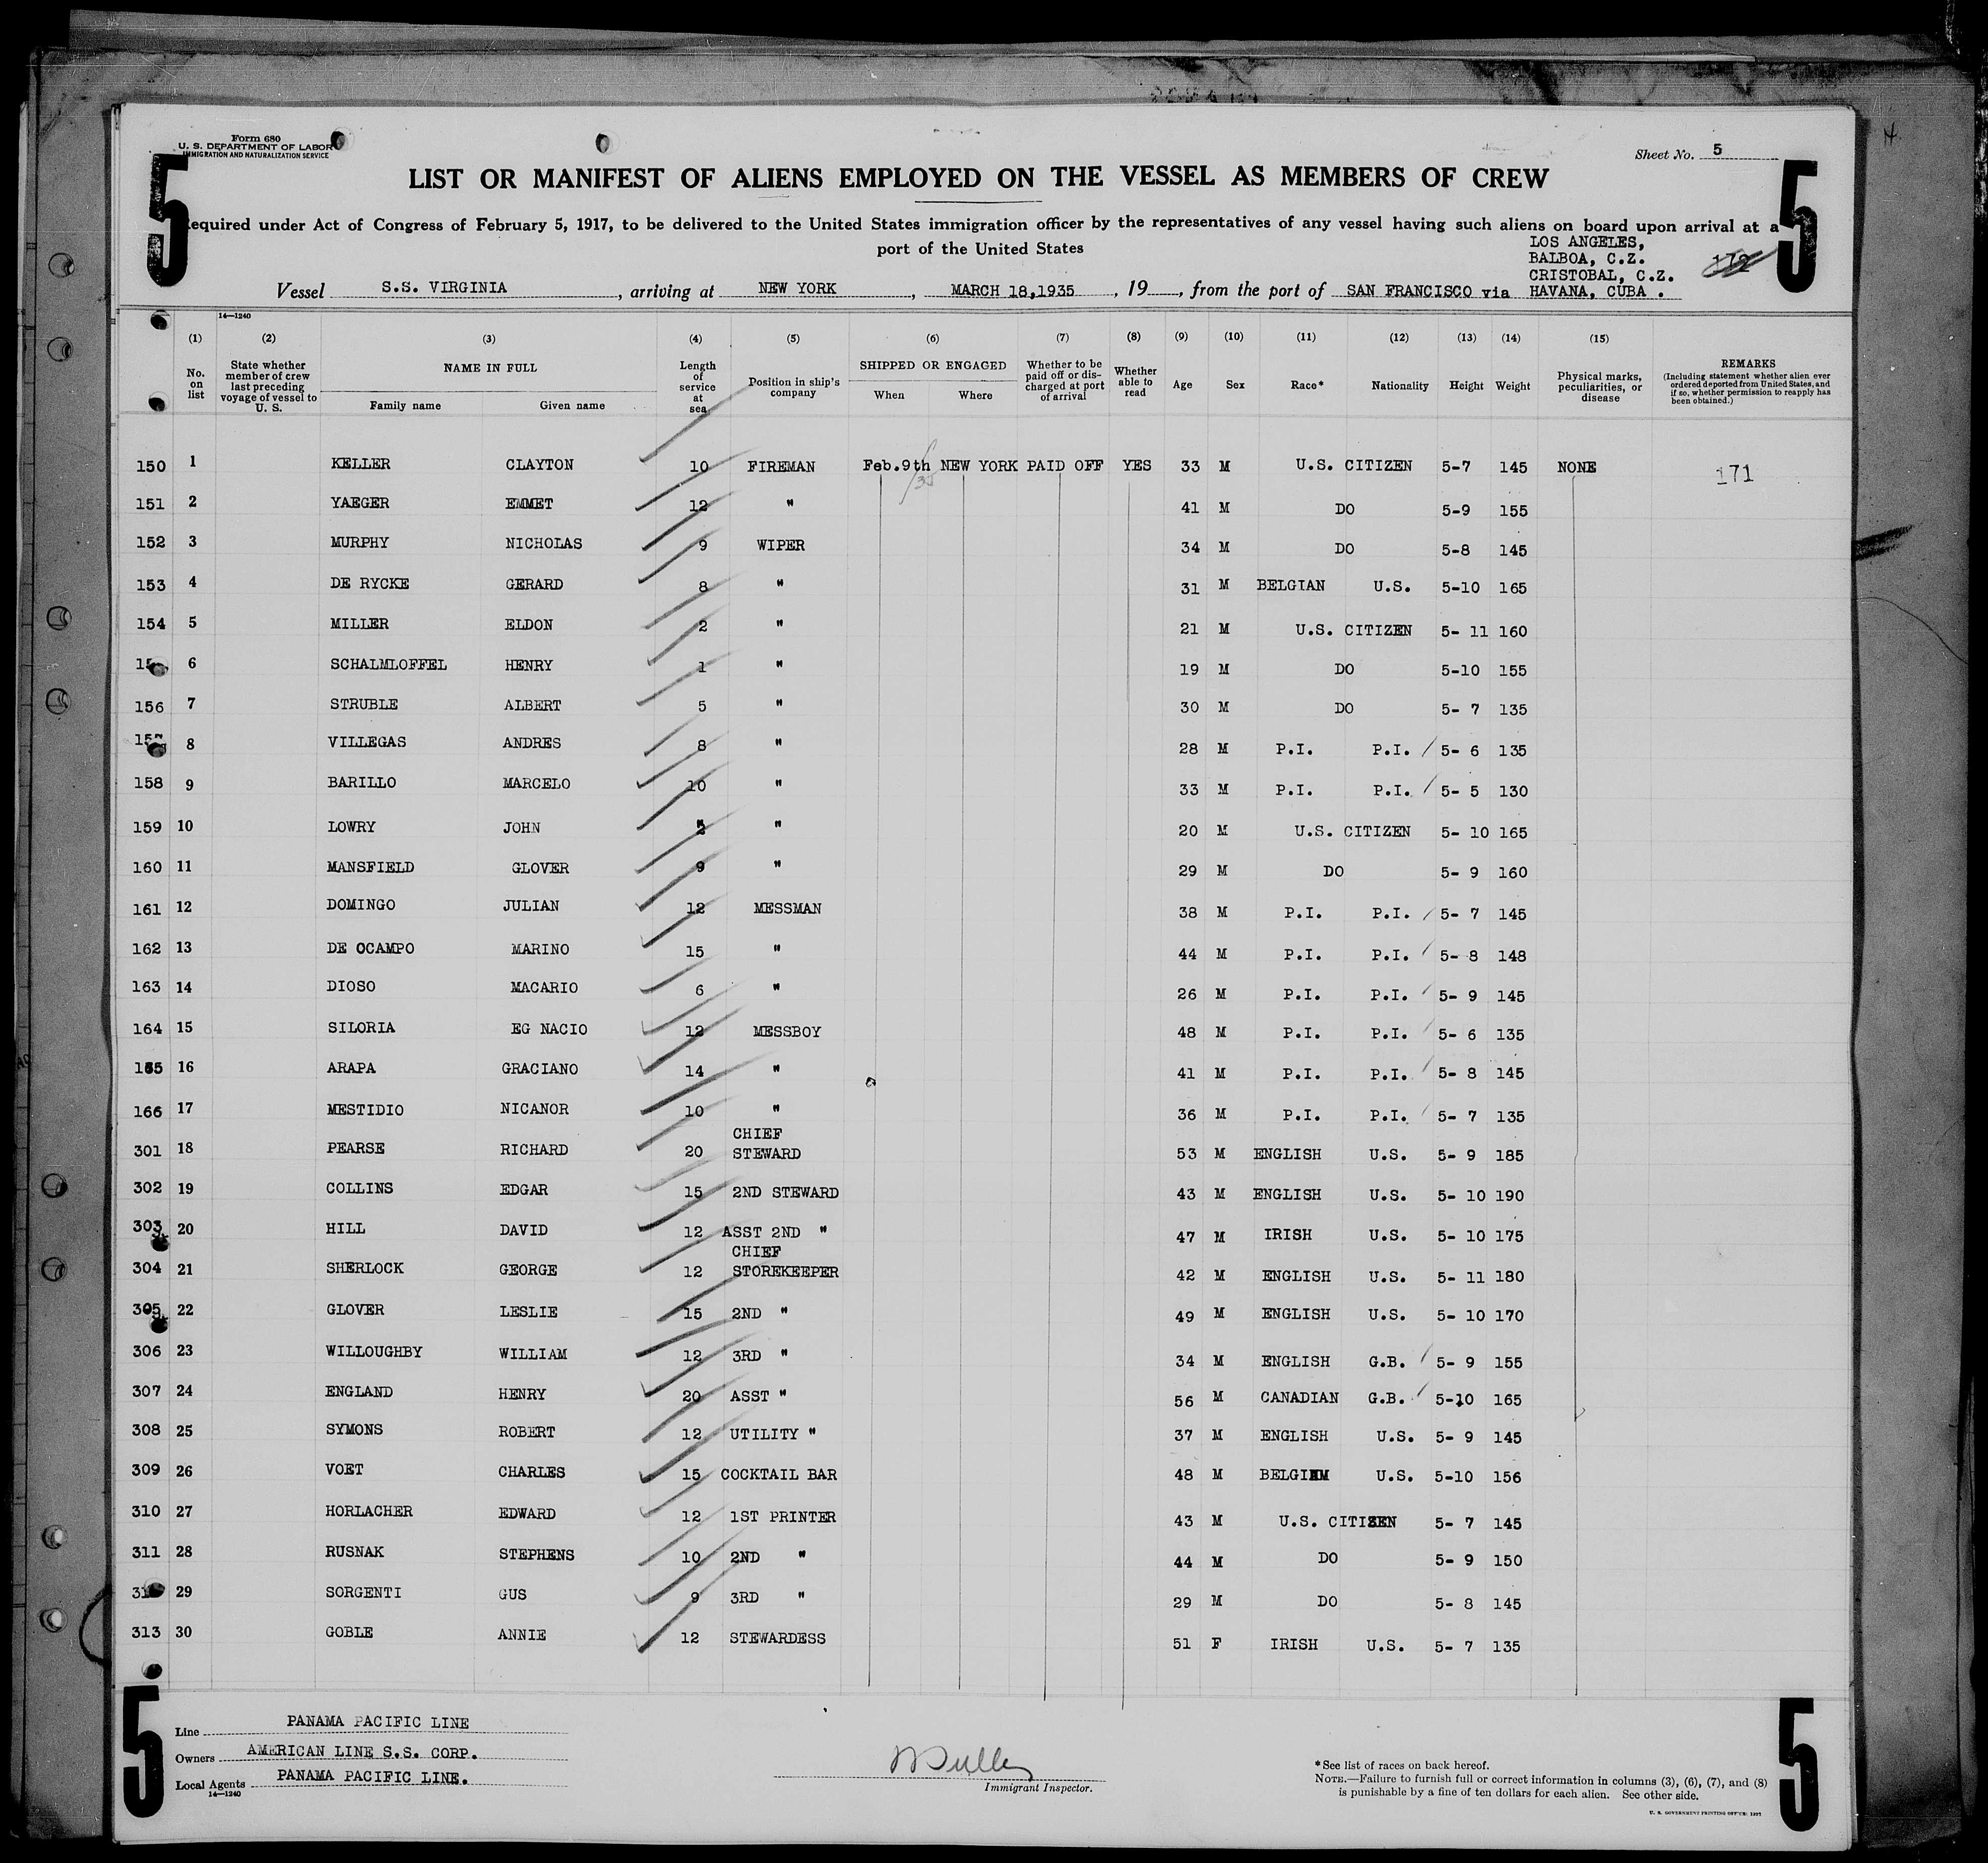 Form 680
U. S. DEPARTMENT OF LABOR
IMMIGRATION AND NATURALIZATION SERVICE
Sheet No. 5
5 5
LIST OR MANIFEST OF ALIENS EMPLOYED ON THE VESSEL AS MEMBERS OF CREW
Required under Act of Congress of February 5, 1917, to be delivered to the United States immigration officer by the representatives of any vessel having such aliens on board upon arrival at a
port of the United States
LOS ANGELES,
BALBOA, C.Z.
CRISTOBAL, C.Z.
Vessel S.S. VIRGINIA, arriving at NEW YORK, MARCH 18,1935, 19, from the port of SAN FRANCISCO via HAVANA, CUBA .
14—1240
(1) (2) (3) (4) (5) (6) (7) (8) (9) (10) (11) (12) (13) (14) (15)
No. on list
State whether member of crew last preceding voyage of vessel to U. S.
NAME IN FULL
Family name Given name
Length of service at sea
Position in ship's company
SHIPPED OR ENGAGED
When Where
Whether to be paid off or discharged at port of arrival
Whether able to read
Age Sex Race* Nationality Height Weight
Physical marks, peculiarities, or disease
REMARKS
(Including statement whether alien ever ordered deported from United States, and if so, whether permission to reapply has been obtained.)
150 1 KELLER CLAYTON 10 FIREMAN Feb.9th NEW YORK PAID OFF YES 33 M U.S. CITIZEN 5-7 145 NONE 171
35
151 2 YAEGER EMMET 12 " 41 M DO 5-9 155
152 3 MURPHY NICHOLAS 9 WIPER 34 M DO 5-8 145
153 4 DE RYCKE GERARD 8 " 31 M BELGIAN U.S. 5-10 165
154 5 MILLER ELDON 2 " 21 M U.S. CITIZEN 5- 11 160
6 SCHALMLOFFEL HENRY 1 " 19 M DO 5-10 155
156 7 STRUBLE ALBERT 5 " 30 M DO 5- 7 135
157 8 VILLEGAS ANDRES 8 " 28 M P.I. P.I. 5- 6 135
158 9 BARILLO MARCELO 10 " 33 M P.I. P.I. 5- 5 130
159 10 LOWRY JOHN 2 " 20 M U.S. CITIZEN 5- 10 165
160 11 MANSFIELD GLOVER 9 " 29 M DO 5- 9 160
161 12 DOMINGO JULIAN 12 MESSMAN 38 M P.I. P.I. 5- 7 145
162 13 DE OCAMPO MARINO 15 " 44 M P.I. P.I. 5- 8 148
163 14 DIOSO MACARIO 6 " 26 M P.I. P.I. 5- 9 145
164 15 SILORIA EG NACIO 12 MESSBOY 48 M P.I. P.I. 5- 6 135
165 16 ARAPA GRACIANO 14 " 41 M P.I. P.I. 5- 8 145
166 17 MESTIDIO NICANOR 10 " 36 M P.I. P.I. 5- 7 135
301 18 PEARSE RICHARD 20 CHIEF STEWARD 53 M ENGLISH U.S. 5- 9 185
302 19 COLLINS EDGAR 15 2ND STEWARD 43 M ENGLISH U.S. 5- 10 190
303 20 HILL DAVID 12 ASST 2ND " 47 M IRISH U.S. 5- 10 175
304 21 SHERLOCK GEORGE 12 CHIEF STOREKEEPER 42 M ENGLISH U.S. 5- 11 180
305 22 GLOVER LESLIE 15 2ND " 49 M ENGLISH U.S. 5- 10 170
306 23 WILLOUGHBY WILLIAM 12 3RD " 34 M ENGLISH G.B. 5- 9 155
307 24 ENGLAND HENRY 20 ASST " 56 M CANADIAN G.B. 5-10 165
308 25 SYMONS ROBERT 12 UTILITY " 37 M ENGLISH U.S. 5- 9 145
309 26 VOET CHARLES 15 COCKTAIL BAR 48 M BELGIUM U.S. 5-10 156
310 27 HORLACHER EDWARD 12 1ST PRINTER 43 M U.S. CITIZEN 5- 7 145
311 28 RUSNAK STEPHENS 10 2ND " 44 M DO 5- 9 150
29 SORGENTI GUS 9 3RD " 29 M DO 5- 8 145
313 30 GOBLE ANNIE 12 STEWARDESS 51 F IRISH U.S. 5- 7 135
5 5
Line PANAMA PACIFIC LINE
Owners AMERICAN LINE S.S. CORP.
Local Agents PANAMA PACIFIC LINE.
14—1240
Immigrant Inspector.
*See list of races on back hereof.
NOTE.—Failure to furnish full or correct information in columns (3), (6), (7), and (8)
is punishable by a fine of ten dollars for each alien. See other side.